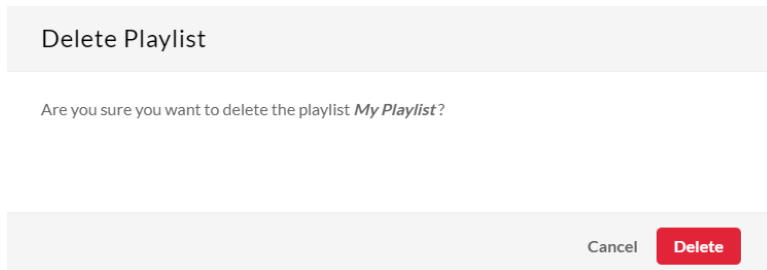 Delete Playlist
Are you sure you want to delete the playlist My Playlist?
Cancel Delete